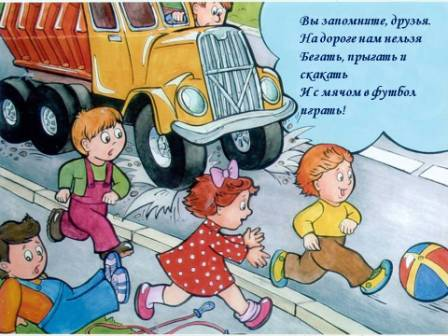 Вы запомните, друзья.
На дороге нам нельзя
Бегать, прыгать и
скакать
И с мячом в футбол
играть!